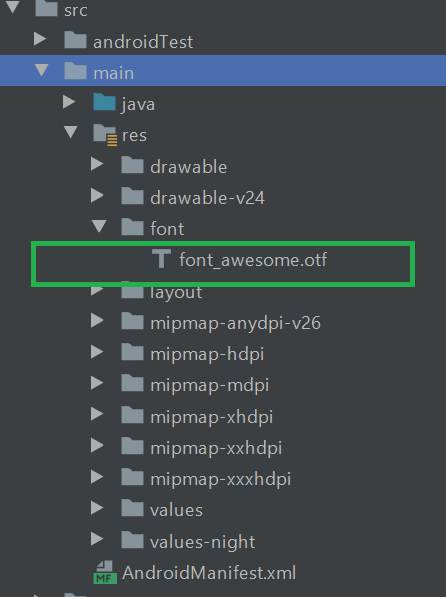 src
androidTest
main
java
res
drawable
drawable-v24
font
font_awesome.otf
layout
mipmap-anydpi-v26
mipmap-hdpi
mipmap-mdpi
mipmap-xhdpi
mipmap-xxhdpi
mipmap-xxxhdpi
values
values-night
MF AndroidManifest.xml